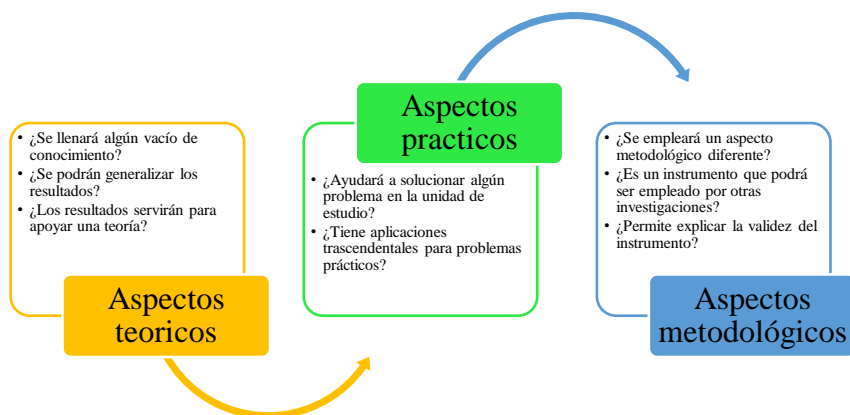 • ¿Se llenará algún vacío de
conocimiento?
• ¿Se podrán generalizar los
resultados?
• ¿Los resultados servirán para
apoyar una teoría?
Aspectos
teoricos
Aspectos
practicos
• ¿Ayudará a solucionar algún
problema en la unidad de
estudio?
• ¿Tiene aplicaciones
trascendentales para problemas
prácticos?
• ¿Se empleará un aspecto
metodológico diferente?
• ¿Es un instrumento que podrá
ser empleado por otras
investigaciones?
• ¿Permite explicar la validez del
instrumento?
Aspectos
metodológicos